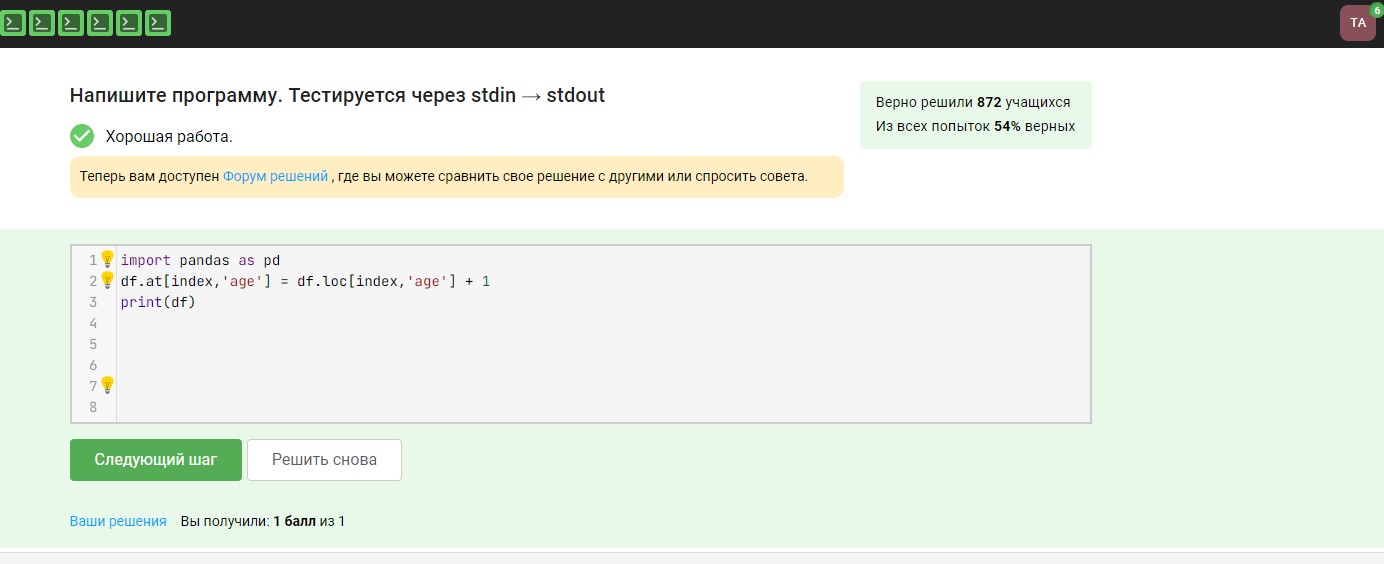 TA
6
Напишите программу. Тестируется через stdin → stdout
Хорошая работа.
Теперь вам доступен Форум решений , где вы можете сравнить свое решение с другими или спросить совета.
Верно решили 872 учащихся
Из всех попыток 54% верных
1 import pandas as pd
2 df.at[index,'age'] = df.loc[index,'age'] + 1
3 print(df)
4
5
6
7
8
Следующий шаг
Решить снова
Ваши решения Вы получили: 1 балл из 1